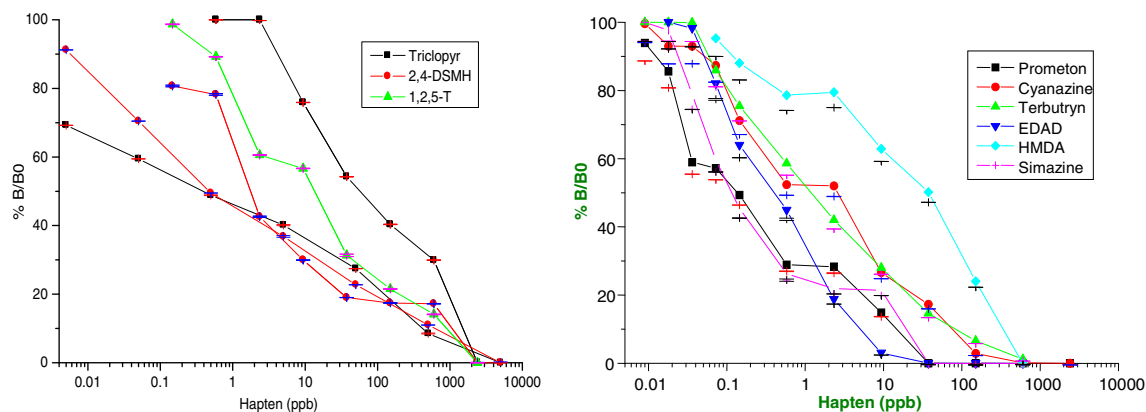 100
80
60
40
20
0
% B/B0
0.01 0.1 1 10 100 1000 10000
Hapten (ppb)
Triclopyr
2,4-DSMH
1,2,5-T
100
80
60
40
20
0
% B/B0
0.01 0.1 1 10 100 1000 10000
Hapten (ppb)
Prometon
Cyanazine
Terbutryn
EDAD
HMDA
Simazine